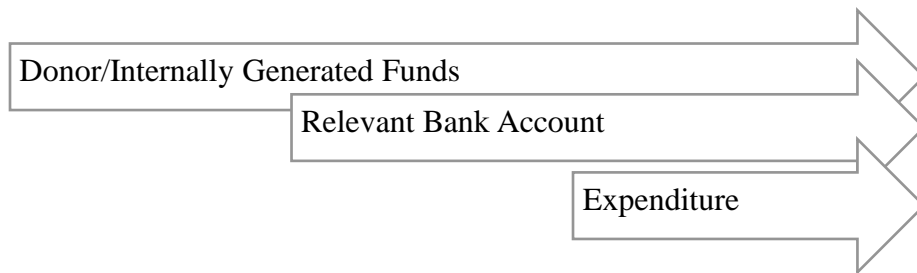 Donor/Internally Generated Funds
Relevant Bank Account
Expenditure